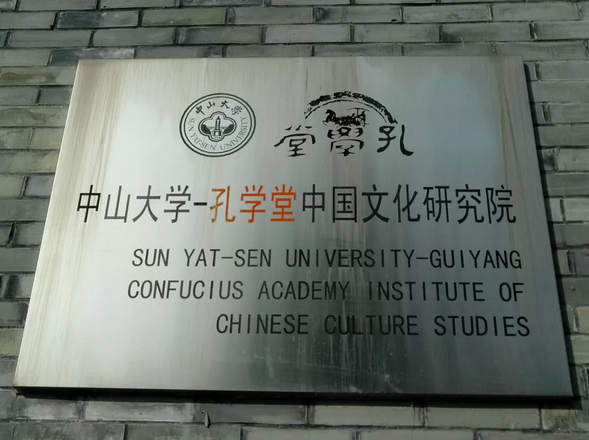 中山大学
SUN YAT-SEN UNIVERSITY
堂學孔
中山大学-孔学堂中国文化研究院
SUN YAT-SEN UNIVERSITY-GUIYANG
CONFUCIUS ACADEMY INSTITUTE OF
CHINESE CULTURE STUDIES